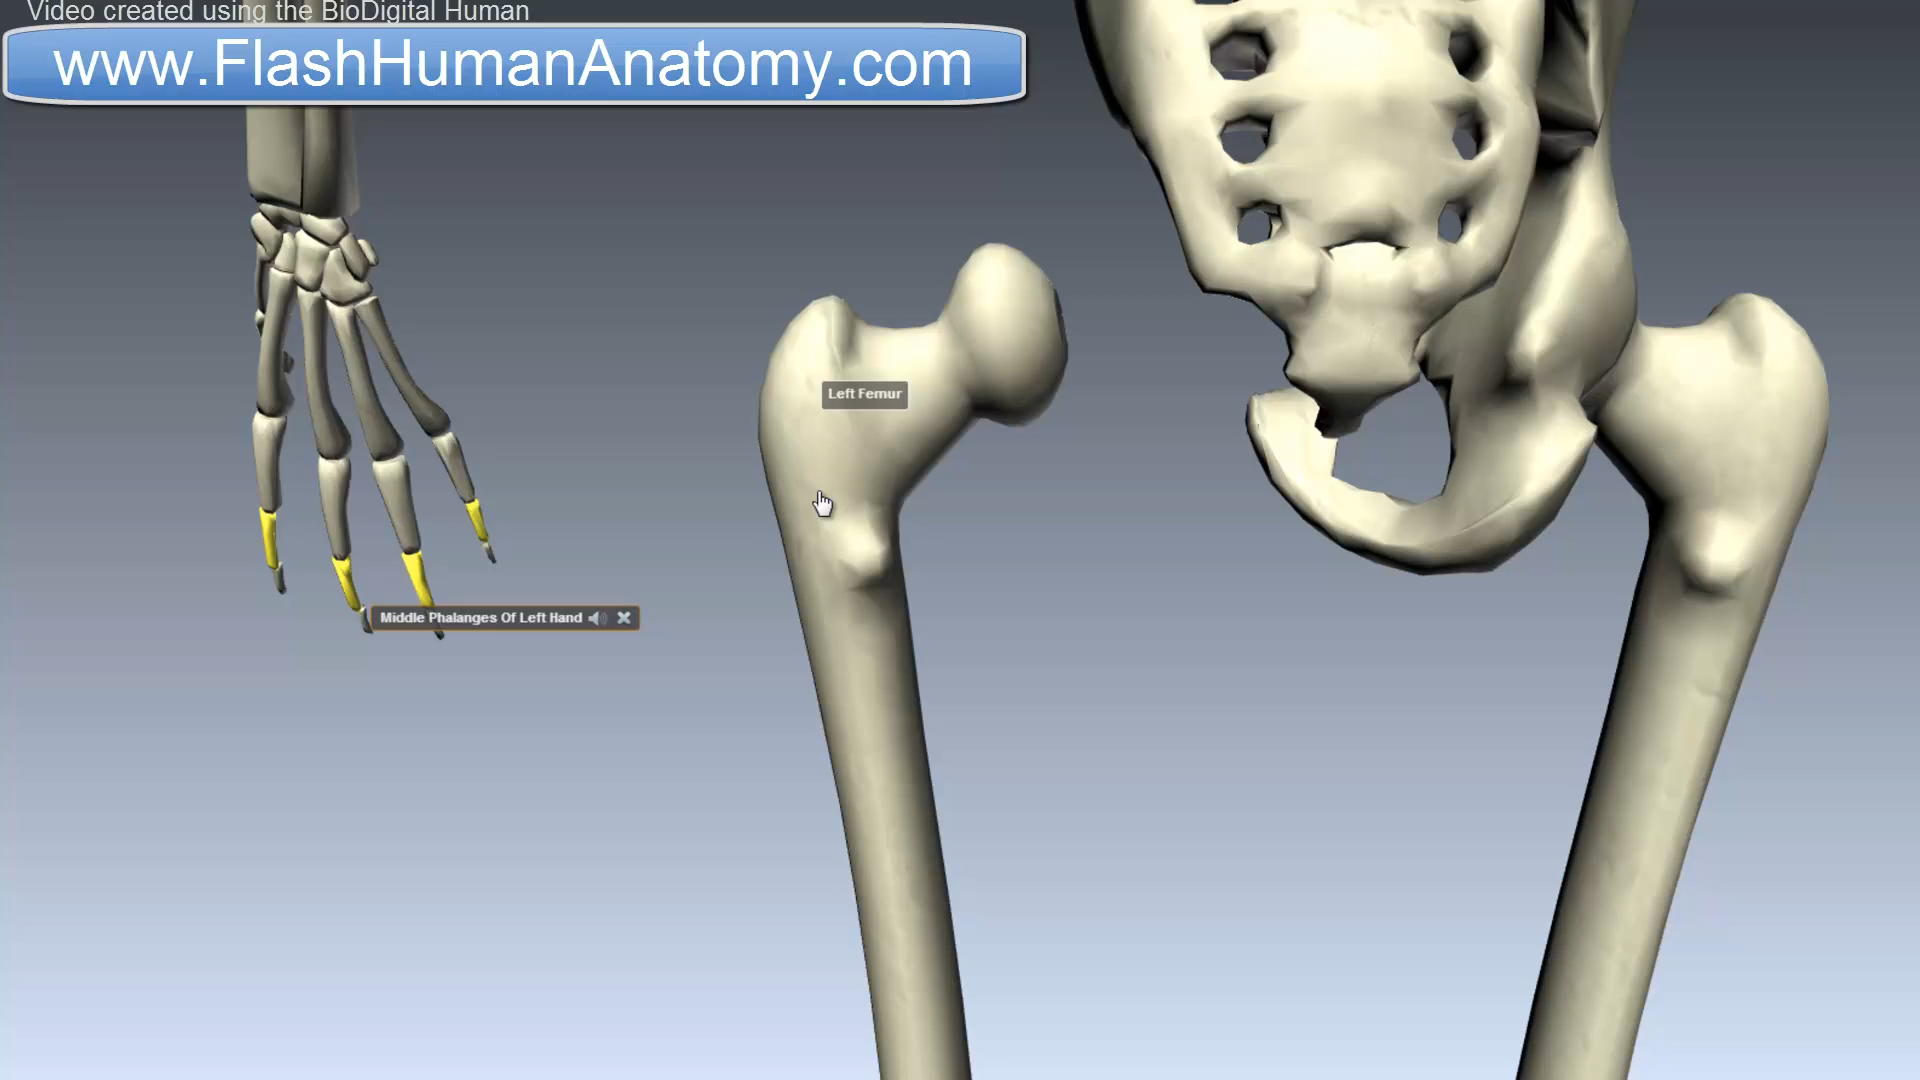 Video created using the BioDigital Human
www.FlashHumanAnatomy.com
Left Femur
Middle Phalanges Of Left Hand